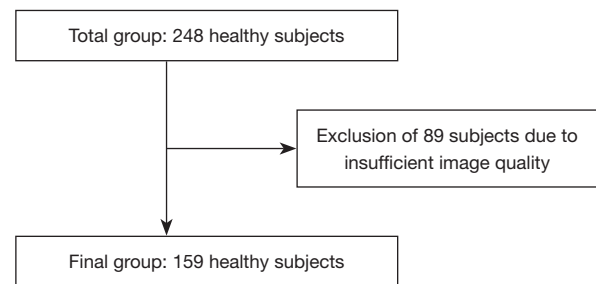 Total group: 248 healthy subjects
Exclusion of 89 subjects due to
insufficient image quality
Final group: 159 healthy subjects